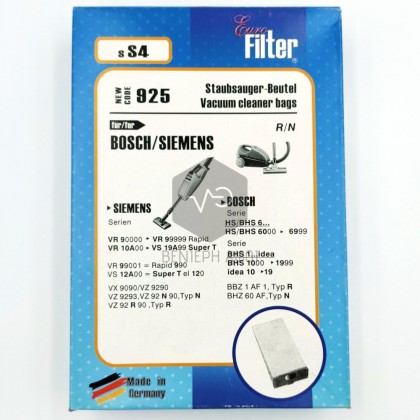 s S4
Euro
Filter®
NEW CODE 925
Staubsauger-Beutel
Vacuum cleaner bags
für/for
R/N
BOSCH/SIEMENS
SIEMENS
Serien
VR 90000 VR 99999 Rapid
VR 10A00 VS 19A99 Super T
VR 99001 = Rapid 990
VS 12A00 = Super T el 120
VX 9090/VZ 9290
VZ 9293, VZ 92 N 90, Typ N
VZ 92 R 90, Typ R
BOSCH
Serie
HS/BHS 6...
HS/BHS 6000 6999
Serie
BHS 1.. idea
BHS 1000 1999
idea 10 19
BBZ 1 AF 1, Typ R
BHZ 60 AF, Typ N
Made in
Germany